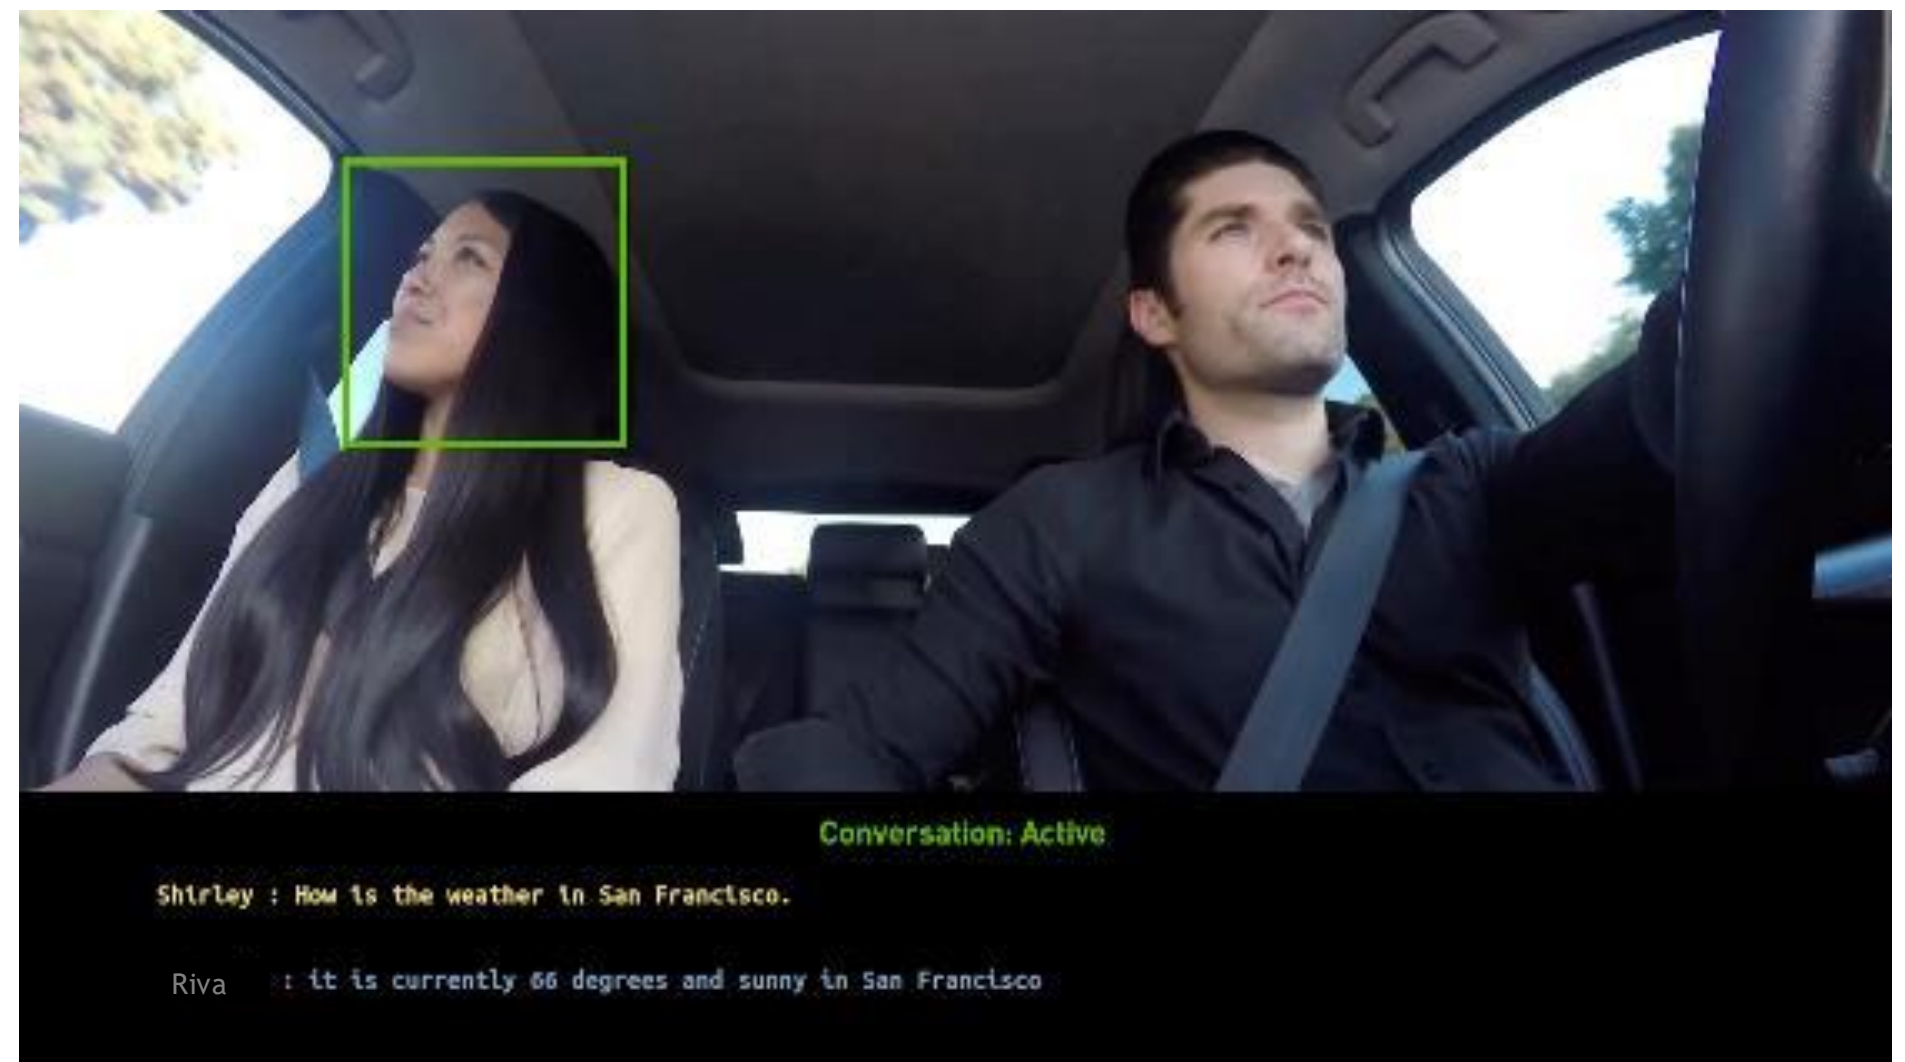 Conversation: Active
Shirley : How is the weather in San Francisco.
Riva : it is currently 66 degrees and sunny in San Francisco